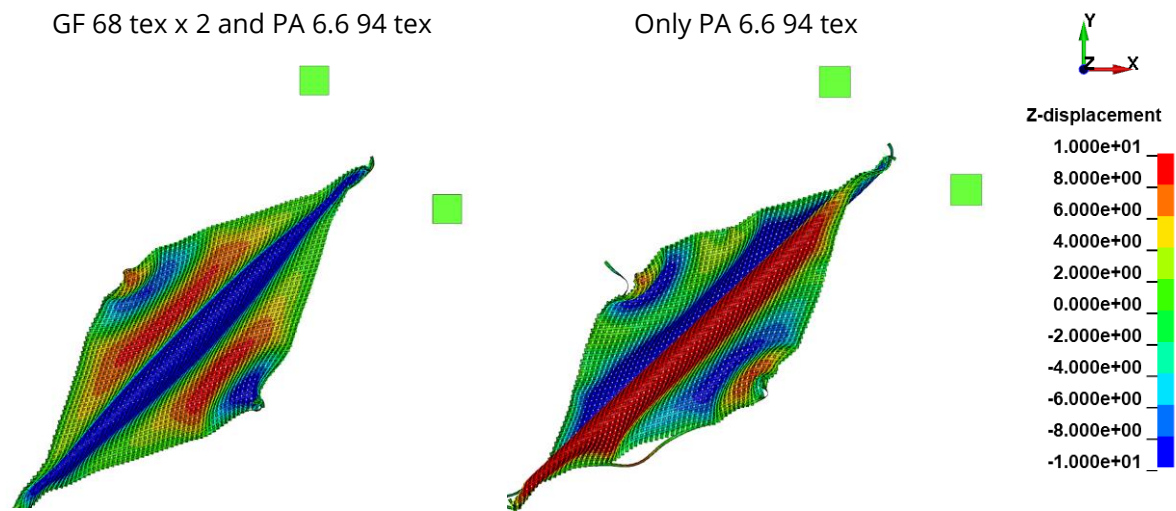 GF 68 tex x 2 and PA 6.6 94 tex
Only PA 6.6 94 tex
Y
Z
X
Z-displacement
1.000e+01
8.000e+00
6.000e+00
4.000e+00
2.000e+00
0.000e+00
-2.000e+00
-4.000e+00
-6.000e+00
-8.000e+00
-1.000e+01